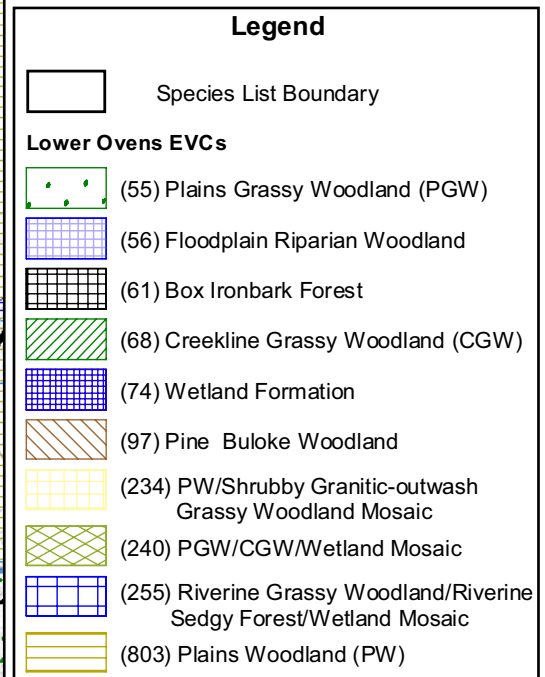 Legend
Species List Boundary
Lower Ovens EVCs
(55) Plains Grassy Woodland (PGW)
(56) Floodplain Riparian Woodland
(61) Box Ironbark Forest
(68) Creekline Grassy Woodland (CGW)
(74) Wetland Formation
(97) Pine Buloke Woodland
(234) PW/Shrubby Granitic-outwash
Grassy Woodland Mosaic
(240) PGW/CGW/Wetland Mosaic
(255) Riverine Grassy Woodland/Riverine
Sedgy Forest/Wetland Mosaic
(803) Plains Woodland (PW)